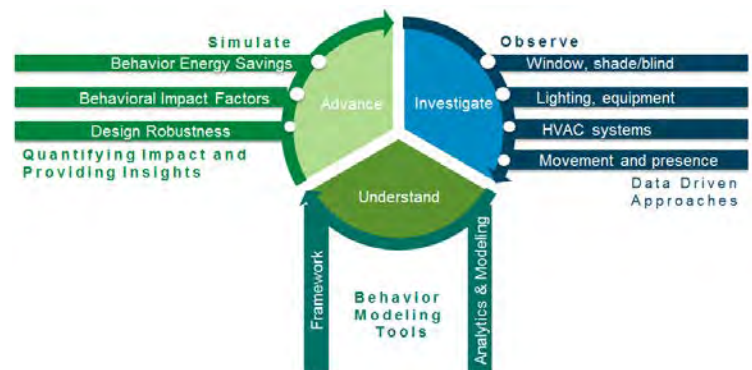 Simulate
Behavior Energy Savings
Behavioral Impact Factors
Design Robustness
Quantifying Impact and
Providing Insights
Advance
Investigate
Understand
Observe
Window, shade/blind
Lighting, equipment
HVAC systems
Movement and presence
Data Driven
Approaches
Framework
Behavior
Modeling
Tools
Analytics & Modeling